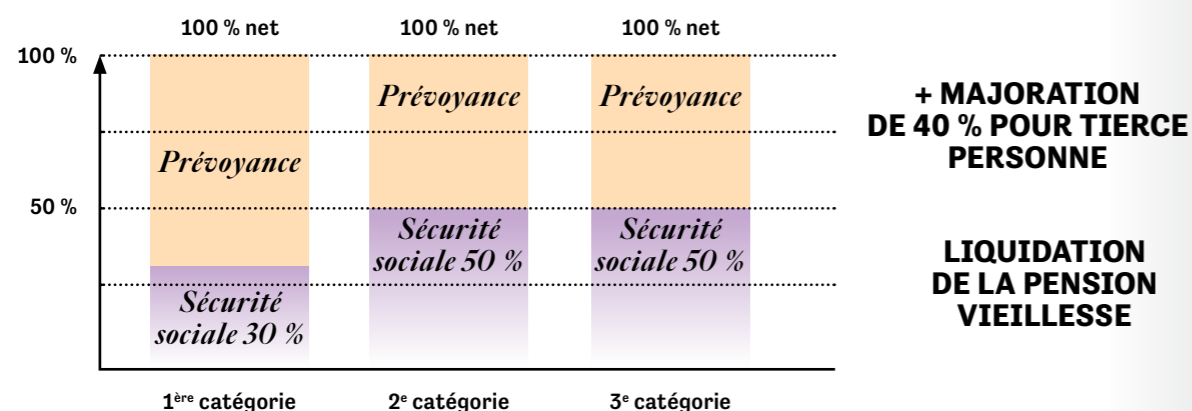 100 % net
100 % net
100 % net
100 %
Prévoyance
Prévoyance
Prévoyance
50 %
Sécurité
sociale 30 %
Sécurité
sociale 50 %
Sécurité
sociale 50 %
1ère catégorie
2e catégorie
3e catégorie
+ MAJORATION
DE 40 % POUR TIERCE
PERSONNE
LIQUIDATION
DE LA PENSION
VIEILLESSE